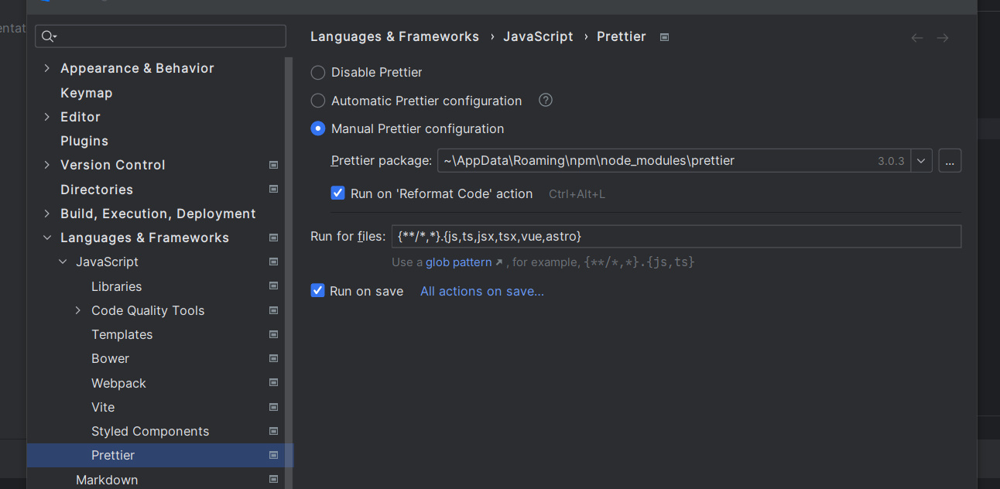 entat
Appearance & Behavior
Keymap
Editor
Plugins
Version Control
Directories
Build, Execution, Deployment
Languages & Frameworks
JavaScript
Libraries
Code Quality Tools
Templates
Bower
Webpack
Vite
Styled Components
Prettier
Markdown
Languages & Frameworks › JavaScript › Prettier
Disable Prettier
Automatic Prettier configuration ?
Manual Prettier configuration
Prettier package: ~\AppData\Roaming\npm\node_modules\prettier 3.0.3 ...
Run on 'Reformat Code' action Ctrl+Alt+L
Run for files: {**/*,*}.{js,ts,jsx,tsx,vue,astro}
Use a glob pattern ↗ , for example, {**/*,*}.{js,ts}
Run on save All actions on save...